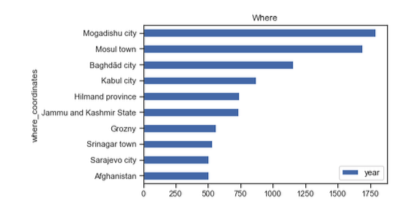 Where
where_coordinates
Mogadishu city
Mosul town
Baghdād city
Kabul city
Hilmand province
Jammu and Kashmir State
Grozny
Srinagar town
Sarajevo city
Afghanistan
0 250 500 750 1000 1250 1500 1750
year